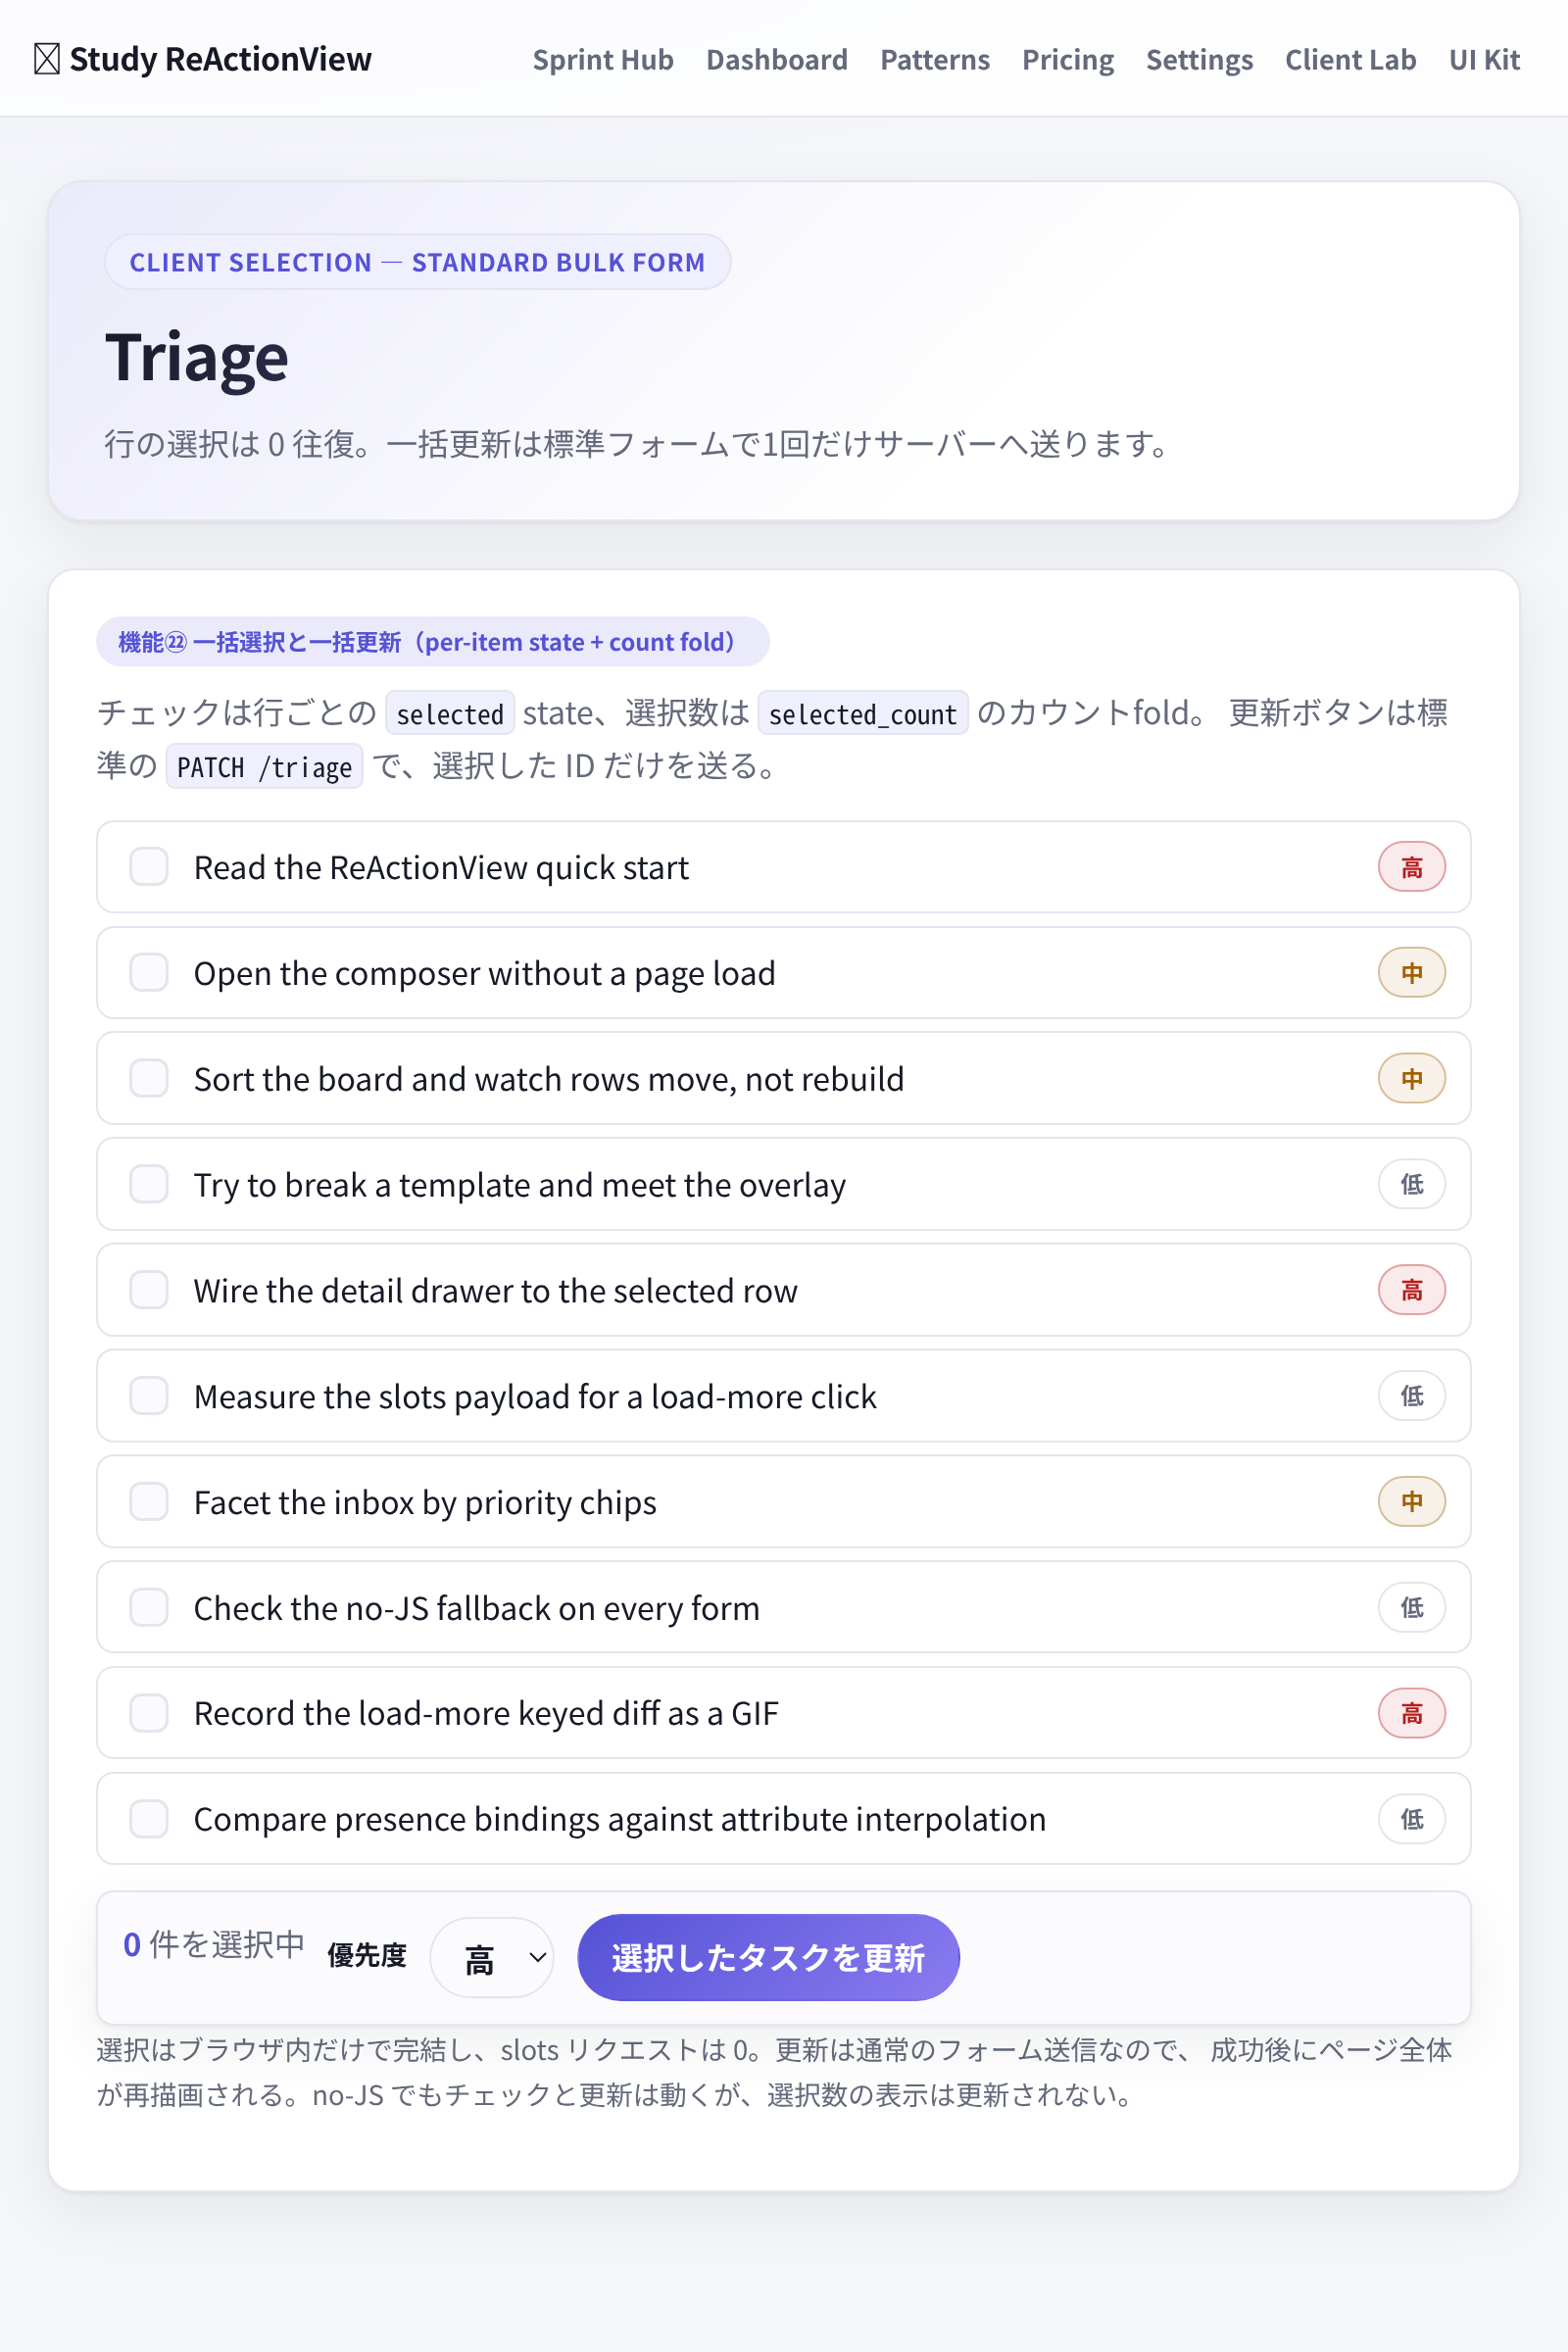 Study ReActionView
Sprint Hub Dashboard Patterns Pricing Settings Client Lab UI Kit
CLIENT SELECTION — STANDARD BULK FORM
Triage
行の選択は 0 往復。一括更新は標準フォームで1回だけサーバーへ送ります。
機能㉒ 一括選択と一括更新（per-item state + count fold）
チェックは行ごとの selected state、選択数は selected_count のカウントfold。 更新ボタンは標
準の PATCH /triage で、選択した ID だけを送る。
Read the ReActionView quick start 高
Open the composer without a page load 中
Sort the board and watch rows move, not rebuild 中
Try to break a template and meet the overlay 低
Wire the detail drawer to the selected row 高
Measure the slots payload for a load-more click 低
Facet the inbox by priority chips 中
Check the no-JS fallback on every form 低
Record the load-more keyed diff as a GIF 高
Compare presence bindings against attribute interpolation 低
0 件を選択中 優先度 高 選択したタスクを更新
選択はブラウザ内だけで完結し、slots リクエストは 0。更新は通常のフォーム送信なので、 成功後にページ全体
が再描画される。no-JS でもチェックと更新は動くが、選択数の表示は更新されない。